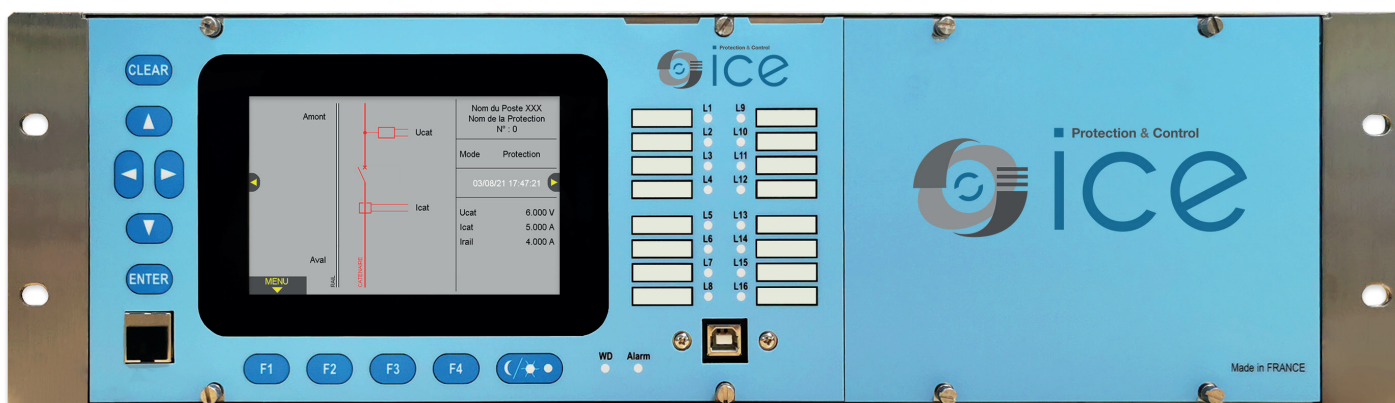 CLEAR
ENTER
Amont
Ucat
Icat
Aval
RAIL
CATENAIRE
MENU
Nom du Poste XXX
Nom de la Protection
N° : 0
Mode Protection
03/08/21 17:47:21
Ucat 6.000 V
Icat 5.000 A
Irail 4.000 A
F1
F2
F3
F4
WD Alarm
Protection & Control
ice
L1 L9
L2 L10
L3 L11
L4 L12
L5 L13
L6 L14
L7 L15
L8 L16
Protection & Control
ice
Made in FRANCE